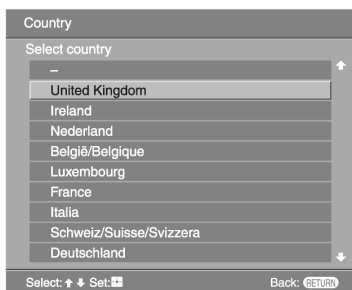 Country
Select country
–
United Kingdom
Ireland
Nederland
België/Belgique
Luxembourg
France
Italia
Schweiz/Suisse/Svizzera
Deutschland
Select: Set: Back: RETURN